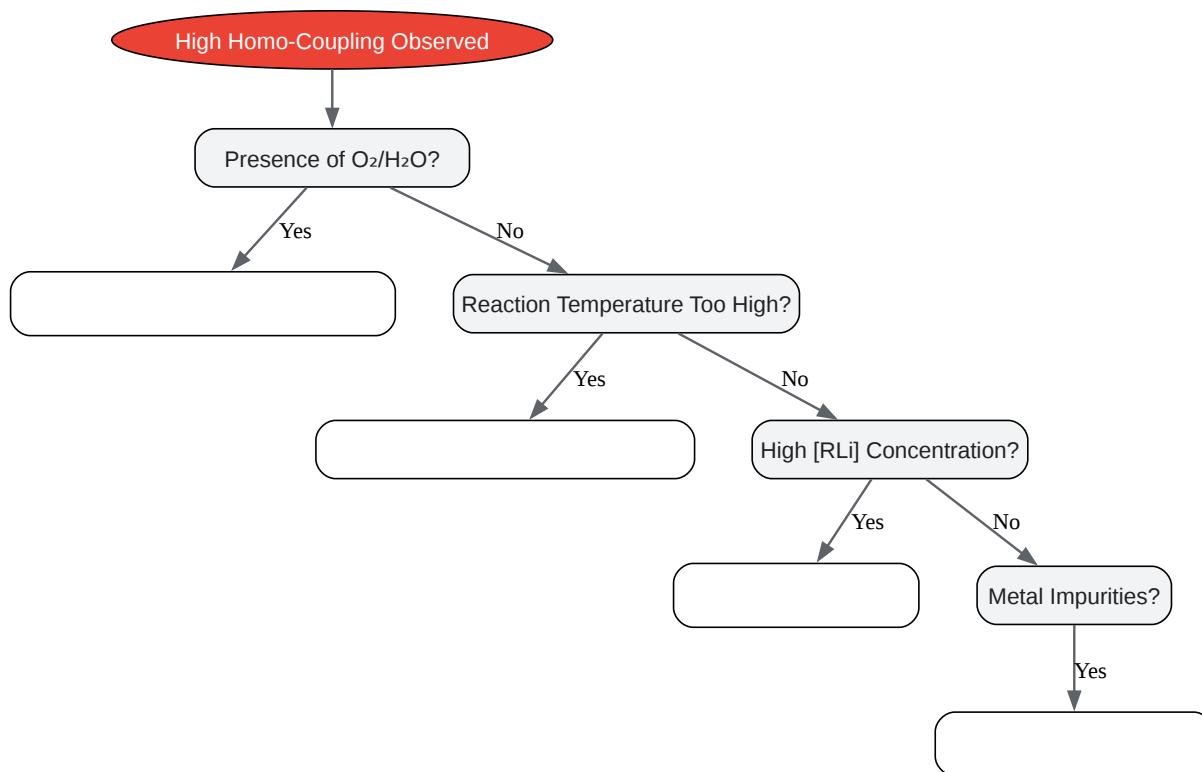 High Homo-Coupling Observed
Presence of O₂/H₂O?
Yes
No
Reaction Temperature Too High?
Yes
No
High [RLi] Concentration?
Yes
No
Metal Impurities?
Yes